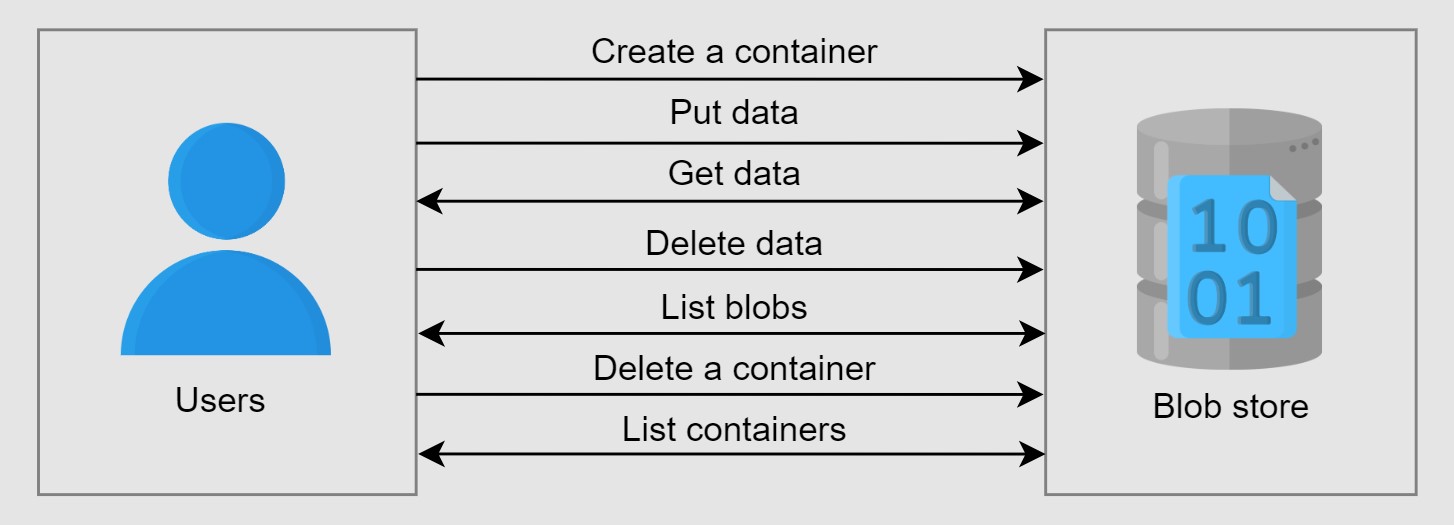 Create a container
Put data
Get data
Delete data
List blobs
Delete a container
List containers
Users
Blob store
10
01